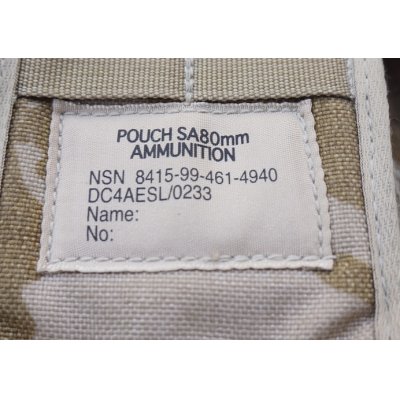 POUCH SA80mm
AMMUNITION
NSN 8415-99-461-4940
DC4AESL/0233
Name:
No: